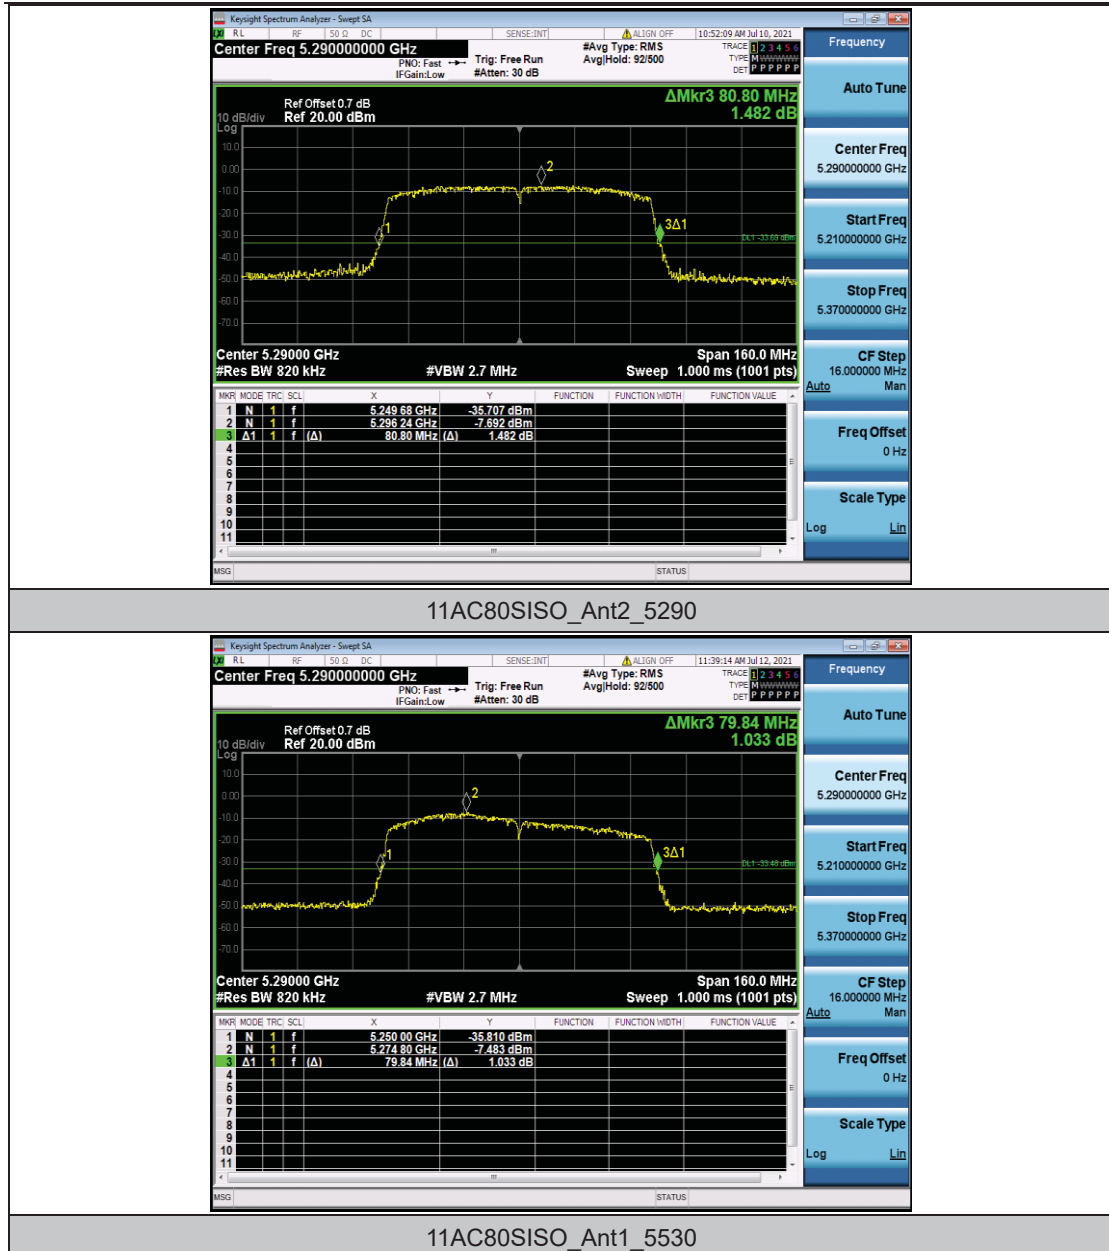 Keysight Spectrum Analyzer - Swept SA
RL RF 50 Ω DC SENSE:INT ALIGN OFF 10:52:09 AM Jul 10, 2021
Center Freq 5.290000000 GHz
#Avg Type: RMS
TRACE 1 2 3 4 5 6
PNO: Fast Trig: Free Run Avg|Hold: 92/500
TYPE M WWWWW
IFGain:Low #Atten: 30 dB
DET P P P P P P
Frequency
Auto Tune
ΔMkr3 80.80 MHz
Ref Offset 0.7 dB
10 dB/div Ref 20.00 dBm 1.482 dB
Log
10.0
0.00
-10.0
-20.0
-30.0
-40.0
-50.0
-60.0
-70.0
1
2
3Δ1
DL1 -33.69 dBm
Center Freq
5.290000000 GHz
Start Freq
5.210000000 GHz
Stop Freq
5.370000000 GHz
Center 5.29000 GHz Span 160.0 MHz
#Res BW 820 kHz #VBW 2.7 MHz Sweep 1.000 ms (1001 pts)
CF Step
16.000000 MHz
Auto Man
MKR MODE TRC SCL X Y FUNCTION FUNCTION WIDTH FUNCTION VALUE
1 N 1 f 5.249 68 GHz -35.707 dBm
2 N 1 f 5.296 24 GHz -7.692 dBm
3 Δ1 1 f (Δ) 80.80 MHz (Δ) 1.482 dB
4
5
6
7
8
9
10
11
Freq Offset
0 Hz
Scale Type
Log Lin
MSG STATUS
11AC80SISO_Ant2_5290
Keysight Spectrum Analyzer - Swept SA
RL RF 50 Ω DC SENSE:INT ALIGN OFF 11:39:14 AM Jul 12, 2021
Center Freq 5.290000000 GHz
#Avg Type: RMS
TRACE 1 2 3 4 5 6
PNO: Fast Trig: Free Run Avg|Hold: 92/500
TYPE M WWWWW
IFGain:Low #Atten: 30 dB
DET P P P P P P
Frequency
Auto Tune
ΔMkr3 79.84 MHz
Ref Offset 0.7 dB
10 dB/div Ref 20.00 dBm 1.033 dB
Log
10.0
0.00
-10.0
-20.0
-30.0
-40.0
-50.0
-60.0
-70.0
1
2
3Δ1
DL1 -33.48 dBm
Center Freq
5.290000000 GHz
Start Freq
5.210000000 GHz
Stop Freq
5.370000000 GHz
Center 5.29000 GHz Span 160.0 MHz
#Res BW 820 kHz #VBW 2.7 MHz Sweep 1.000 ms (1001 pts)
CF Step
16.000000 MHz
Auto Man
MKR MODE TRC SCL X Y FUNCTION FUNCTION WIDTH FUNCTION VALUE
1 N 1 f 5.250 00 GHz -35.810 dBm
2 N 1 f 5.274 80 GHz -7.483 dBm
3 Δ1 1 f (Δ) 79.84 MHz (Δ) 1.033 dB
4
5
6
7
8
9
10
11
Freq Offset
0 Hz
Scale Type
Log Lin
MSG STATUS
11AC80SISO_Ant1_5530